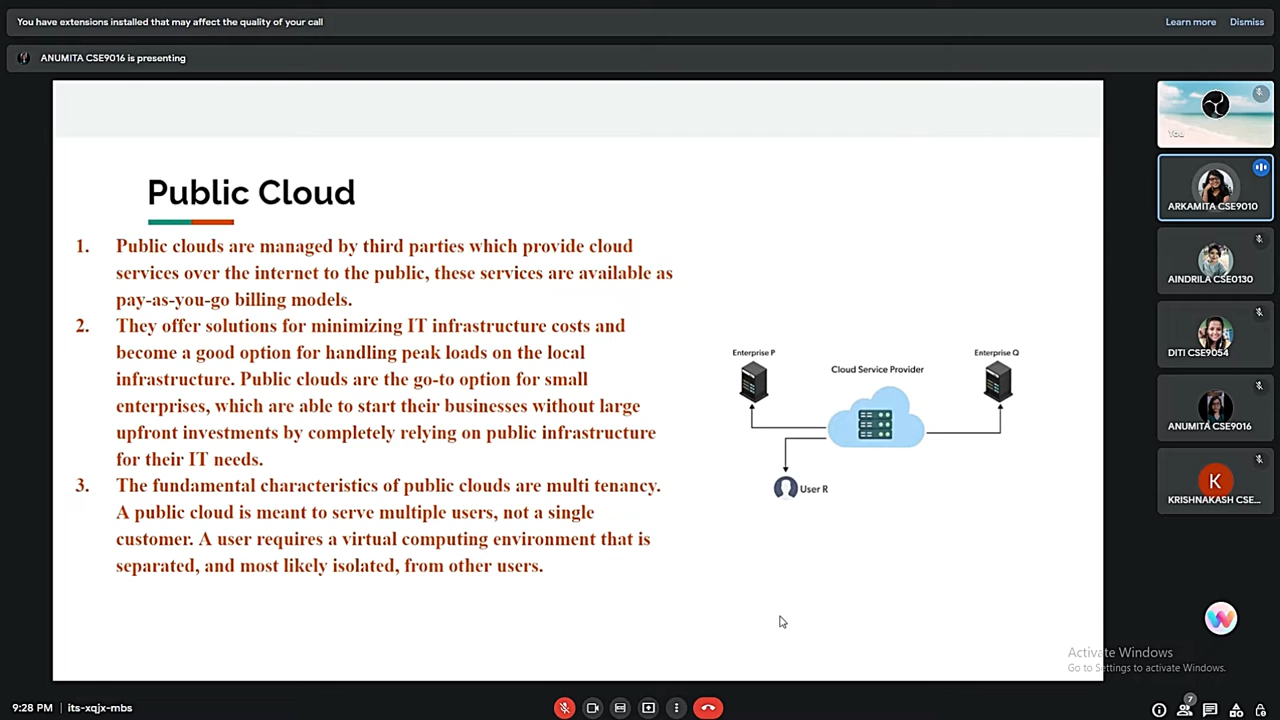 You have extensions installed that may affect the quality of your call
Learn more
Dismiss
ANUMITA CSE9016 is presenting
Public Cloud
1. Public clouds are managed by third parties which provide cloud
services over the internet to the public, these services are available as
pay-as-you-go billing models.
2. They offer solutions for minimizing IT infrastructure costs and
become a good option for handling peak loads on the local
infrastructure. Public clouds are the go-to option for small
enterprises, which are able to start their businesses without large
upfront investments by completely relying on public infrastructure
for their IT needs.
3. The fundamental characteristics of public clouds are multi tenancy.
A public cloud is meant to serve multiple users, not a single
customer. A user requires a virtual computing environment that is
separated, and most likely isolated, from other users.
Enterprise P
Cloud Service Provider
Enterprise Q
User R
You
ARKAMITA CSE9010
AINDRILA CSE0130
DITI CSE9054
ANUMITA CSE9016
K
KRISHNAKASH CSE...
W
Activate Windows
Go to Settings to activate Windows.
9:28 PM | its-xqjx-mbs
7